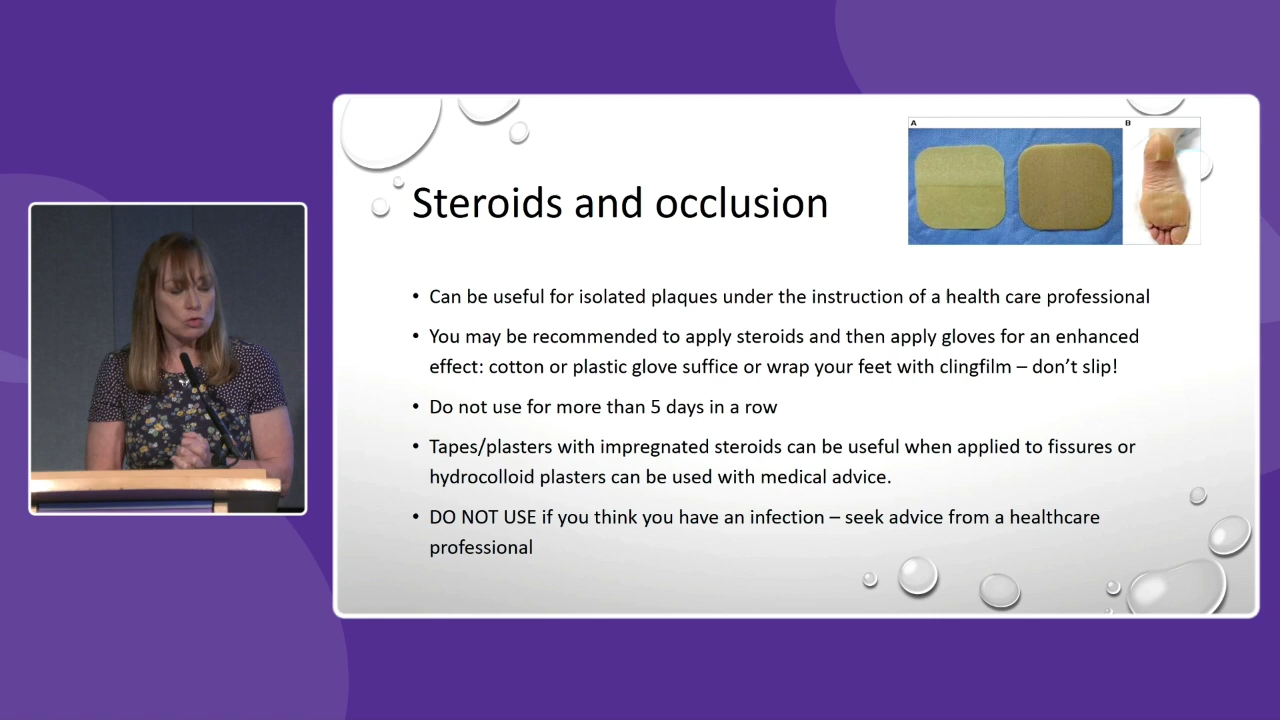 A
B
Steroids and occlusion
• Can be useful for isolated plaques under the instruction of a health care professional
• You may be recommended to apply steroids and then apply gloves for an enhanced
effect: cotton or plastic glove suffice or wrap your feet with clingfilm – don’t slip!
• Do not use for more than 5 days in a row
• Tapes/plasters with impregnated steroids can be useful when applied to fissures or
hydrocolloid plasters can be used with medical advice.
• DO NOT USE if you think you have an infection – seek advice from a healthcare
professional